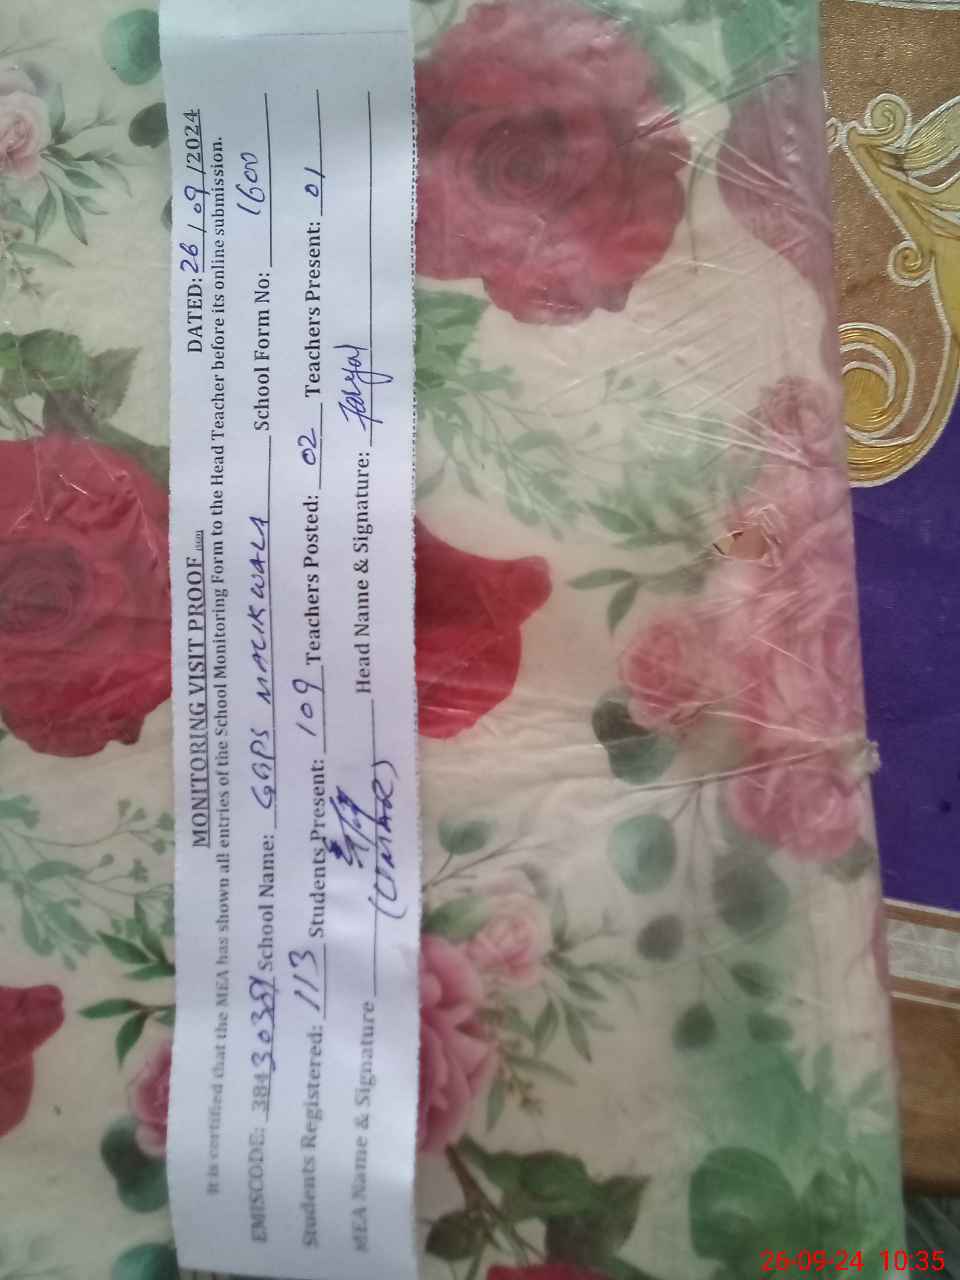 MONITORING VISIT PROOF
DATED: 26 / 09 /2024
It is certified that the MEA has shown all entries of the School Monitoring Form to the Head Teacher before its online submission.
EMISCODE: 38430381 School Name: GGPS MALIKWALA School Form No: 1600
Students Registered: 113 Students Present: 109 Teachers Posted: 02 Teachers Present: 01
MEA Name & Signature (UMAR) Head Name & Signature:
26-09-24 10:35